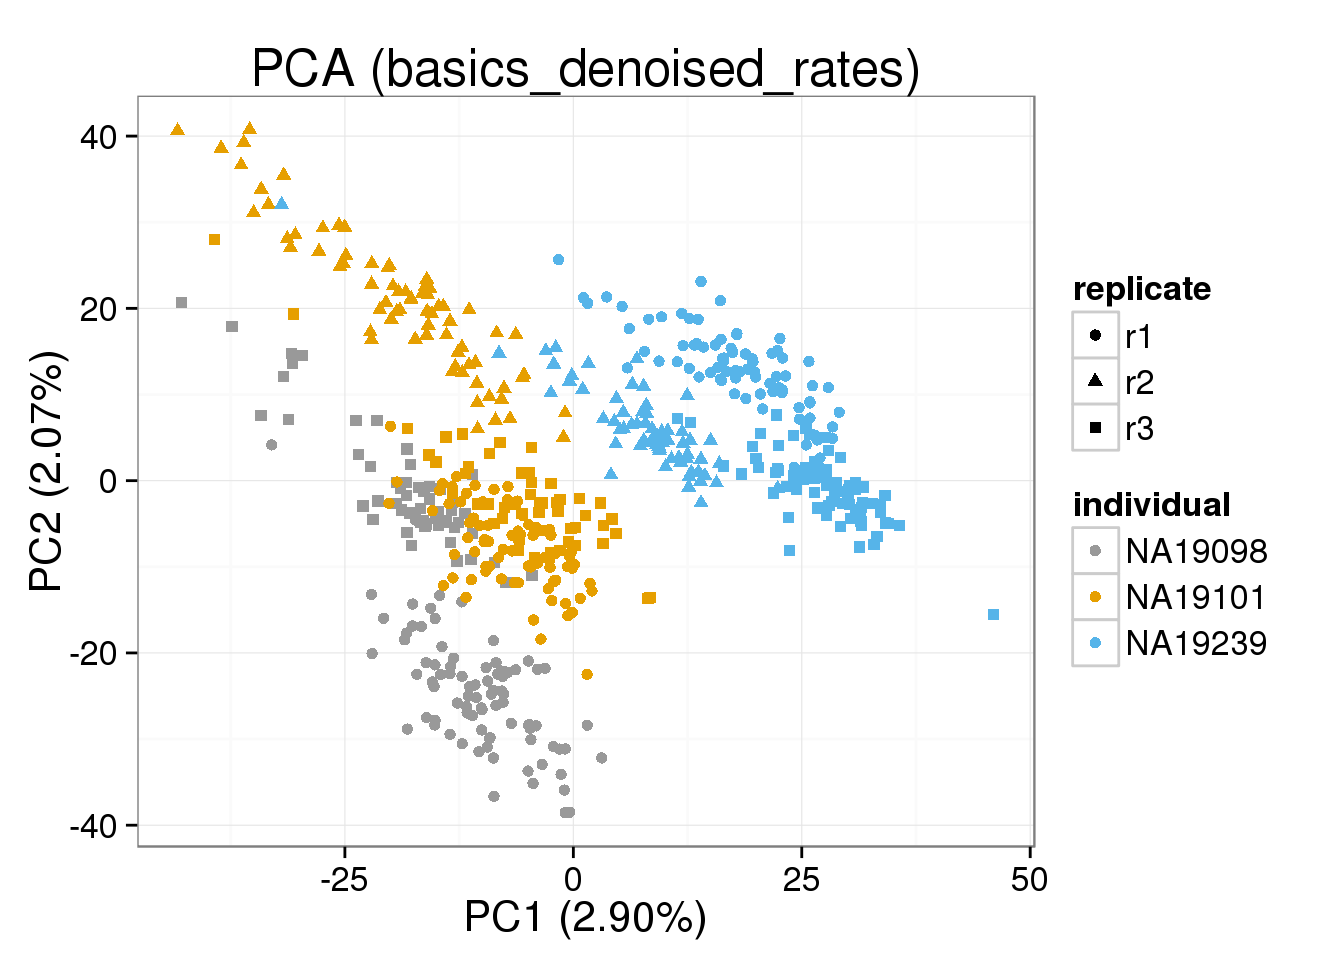 PCA (basics_denoised_rates)
40
20
0
-20
-40
PC2 (2.07%)
-25
0
25
50
PC1 (2.90%)
replicate
r1
r2
r3
individual
NA19098
NA19101
NA19239